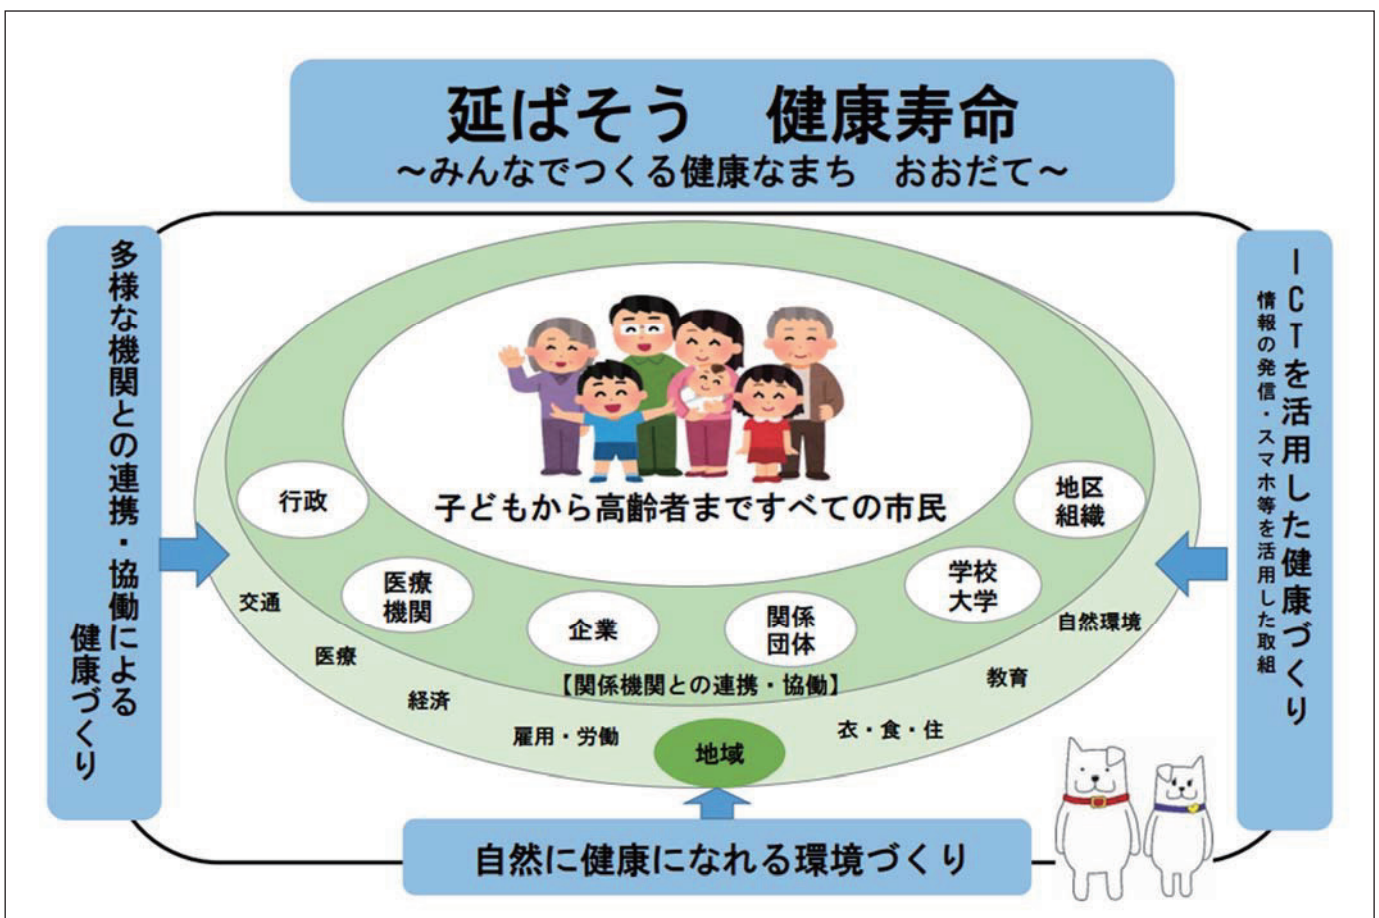 延ばそう 健康寿命
～みんなでつくる健康なまち おおだて～
多様な機関との連携・協働による
健康づくり
ＩＣＴを活用した健康づくり
情報の発信・スマホ等を活用した取組
子どもから高齢者まですべての市民
行政
医療
機関
企業
関係
団体
学校
大学
地区
組織
【関係機関との連携・協働】
交通
医療
経済
雇用・労働
地域
衣・食・住
教育
自然環境
自然に健康になれる環境づくり